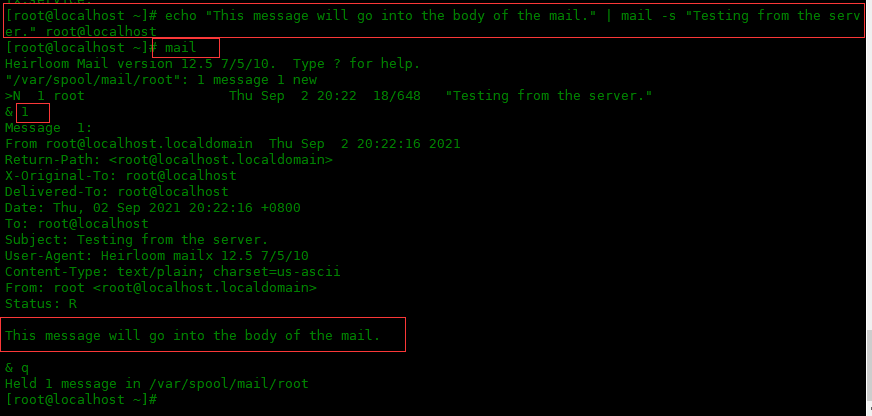 [root@localhost ~]# echo "This message will go into the body of the mail." | mail -s "Testing from the serv
er." root@localhost
[root@localhost ~]# mail
Heirloom Mail version 12.5 7/5/10.  Type ? for help.
"/var/spool/mail/root": 1 message 1 new
>N  1 root                  Thu Sep  2 20:22  18/648   "Testing from the server."
& 1
Message  1:
From root@localhost.localdomain  Thu Sep  2 20:22:16 2021
Return-Path: <root@localhost.localdomain>
X-Original-To: root@localhost
Delivered-To: root@localhost
Date: Thu, 02 Sep 2021 20:22:16 +0800
To: root@localhost
Subject: Testing from the server.
User-Agent: Heirloom mailx 12.5 7/5/10
Content-Type: text/plain; charset=us-ascii
From: root <root@localhost.localdomain>
Status: R
This message will go into the body of the mail.
& q
Held 1 message in /var/spool/mail/root
[root@localhost ~]#